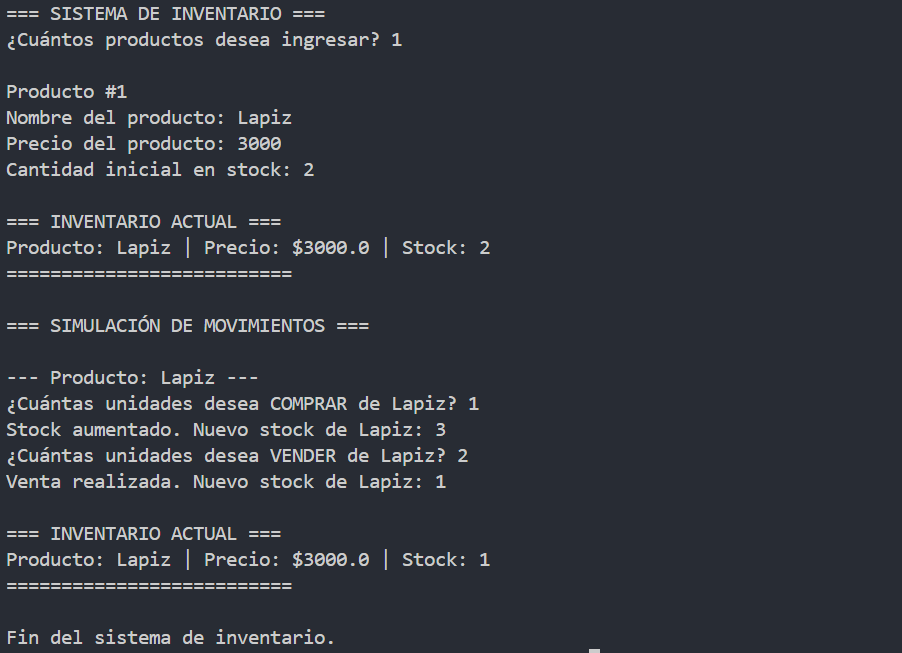 === SISTEMA DE INVENTARIO ===
¿Cuántos productos desea ingresar? 1
Producto #1
Nombre del producto: Lapiz
Precio del producto: 3000
Cantidad inicial en stock: 2
=== INVENTARIO ACTUAL ===
Producto: Lapiz | Precio: $3000.0 | Stock: 2
==========================
=== SIMULACIÓN DE MOVIMIENTOS ===
--- Producto: Lapiz ---
¿Cuántas unidades desea COMPRAR de Lapiz? 1
Stock aumentado. Nuevo stock de Lapiz: 3
¿Cuántas unidades desea VENDER de Lapiz? 2
Venta realizada. Nuevo stock de Lapiz: 1
=== INVENTARIO ACTUAL ===
Producto: Lapiz | Precio: $3000.0 | Stock: 1
==========================
Fin del sistema de inventario.